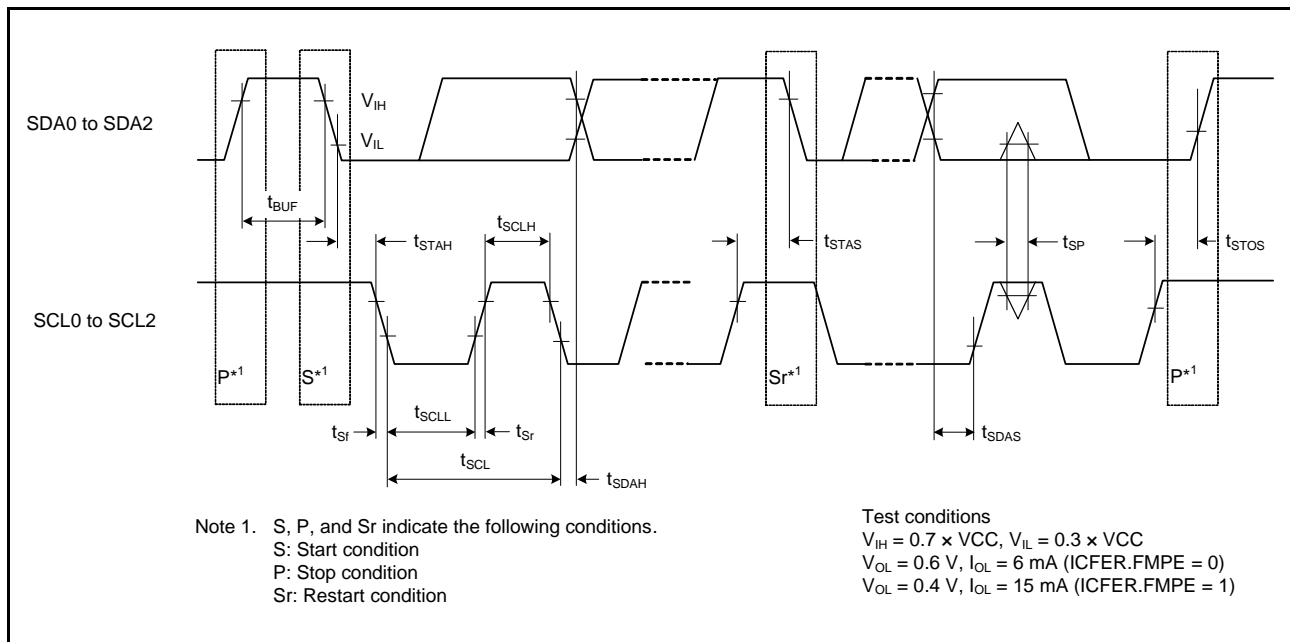 SDA0 to SDA2
VIH
VIL
tBUF
tSTAH
tSCLH
tSTAS
tSP
tSTOS
SCL0 to SCL2
P*1
S*1
Sr*1
P*1
tSf
tSCLL
tSr
tSCL
tSDAH
tSDAS
Note 1. S, P, and Sr indicate the following conditions.
S: Start condition
P: Stop condition
Sr: Restart condition
Test conditions
VIH = 0.7 × VCC, VIL = 0.3 × VCC
VOL = 0.6 V, IOL = 6 mA (ICFER.FMPE = 0)
VOL = 0.4 V, IOL = 15 mA (ICFER.FMPE = 1)